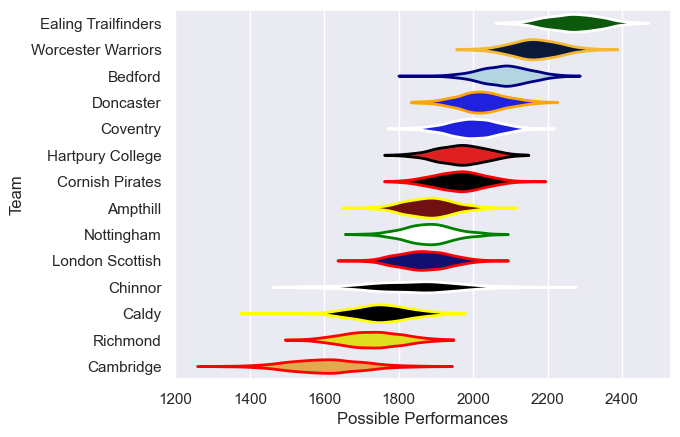 Ealing Trailfinders
Worcester Warriors
Bedford
Doncaster
Coventry
Hartpury College
Cornish Pirates
Ampthill
Nottingham
London Scottish
Chinnor
Caldy
Richmond
Cambridge
Team
1200 1400 1600 1800 2000 2200 2400
Possible Performances